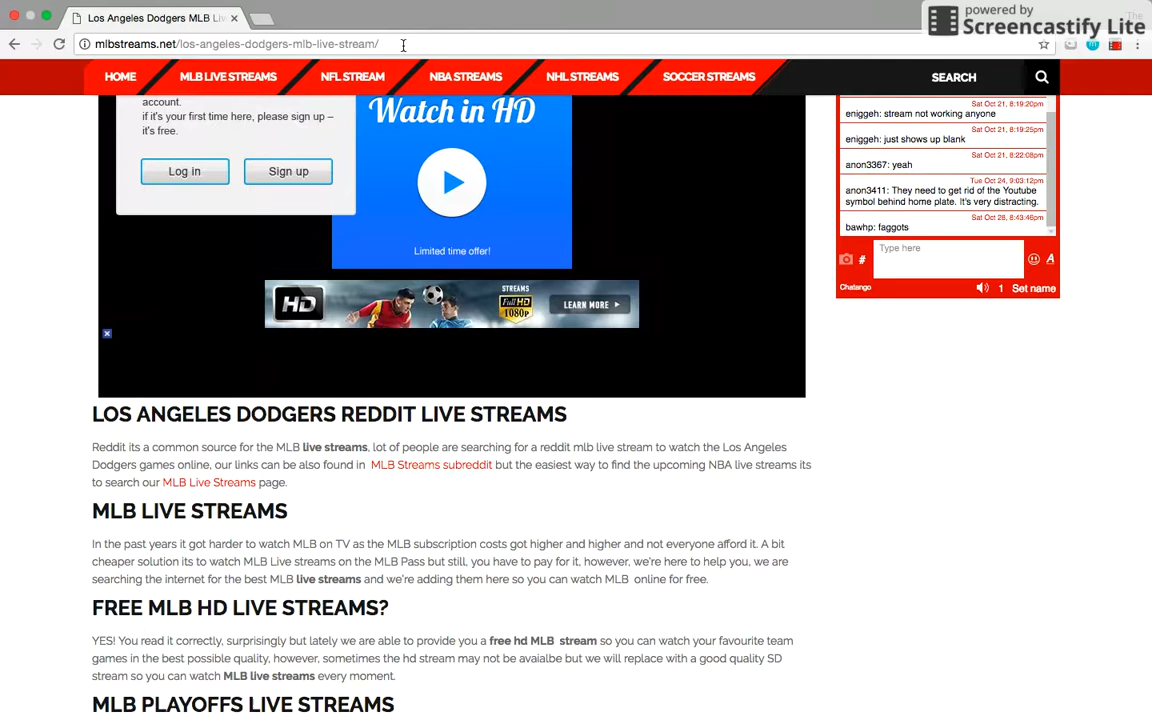 Los Angeles Dodgers MLB Liv
powered by
Screencastify Lite
The
mlbstreams.net/los-angeles-dodgers-mlb-live-stream/
HOME
MLB LIVE STREAMS
NFL STREAM
NBA STREAMS
NHL STREAMS
SOCCER STREAMS
SEARCH
account.
if it's your first time here, please sign up –
it's free.
Log in
Sign up
Watch in HD
Limited time offer!
HD
STREAMS
Full HD
1080p
LEARN MORE
Sat Oct 21, 8:19:20pm
eniggeh: stream not working anyone
Sat Oct 21, 8:19:25pm
eniggeh: just shows up blank
Sat Oct 21, 8:22:08pm
anon3367: yeah
Tue Oct 24, 9:03:12pm
anon3411: They need to get rid of the Youtube
symbol behind home plate. It's very distracting.
Sat Oct 28, 8:43:46pm
bawhp: faggots
#
Type here
A
Chatango
1
Set name
LOS ANGELES DODGERS REDDIT LIVE STREAMS
Reddit its a common source for the MLB live streams, lot of people are searching for a reddit mlb live stream to watch the Los Angeles
Dodgers games online, our links can be also found in MLB Streams subreddit but the easiest way to find the upcoming NBA live streams its
to search our MLB Live Streams page.
MLB LIVE STREAMS
In the past years it got harder to watch MLB on TV as the MLB subscription costs got higher and higher and not everyone afford it. A bit
cheaper solution its to watch MLB Live streams on the MLB Pass but still, you have to pay for it, however, we're here to help you, we are
searching the internet for the best MLB live streams and we're adding them here so you can watch MLB online for free.
FREE MLB HD LIVE STREAMS?
YES! You read it correctly, surprisingly but lately we are able to provide you a free hd MLB stream so you can watch your favourite team
games in the best possible quality, however, sometimes the hd stream may not be avaialbe but we will replace with a good quality SD
stream so you can watch MLB live streams every moment.
MLB PLAYOFFS LIVE STREAMS